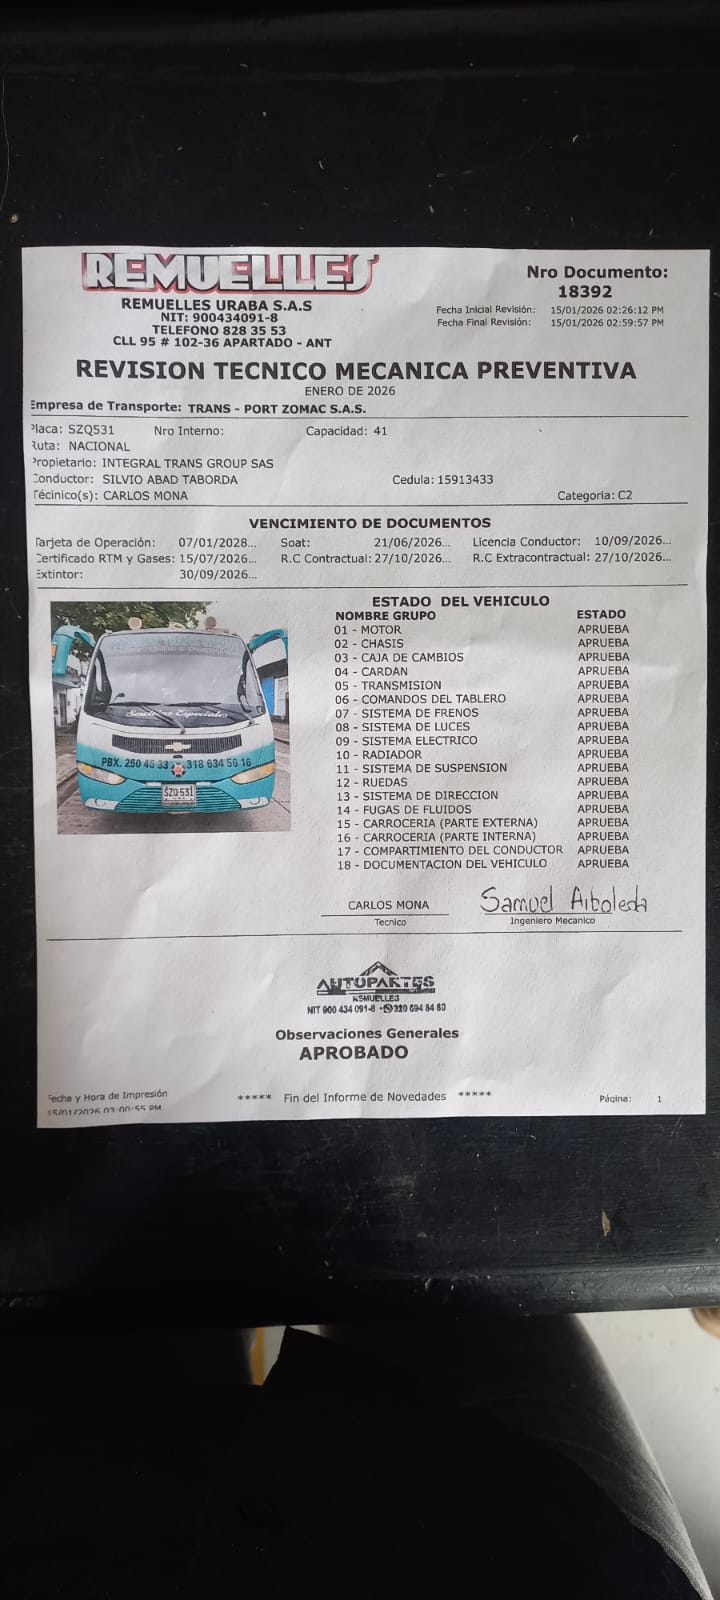 REMUELLES
REMUELLES URABA S.A.S
NIT: 900434091-8
TELEFONO 828 35 53
CLL 95 # 102-36 APARTADO - ANT
Nro Documento:
18392
Fecha Inicial Revisión: 15/01/2026 02:26:12 PM
Fecha Final Revisión: 15/01/2026 02:59:57 PM
REVISION TECNICO MECANICA PREVENTIVA
ENERO DE 2026
Empresa de Transporte: TRANS - PORT ZOMAC S.A.S.
Placa: SZQ531 Nro Interno: Capacidad: 41
Ruta: NACIONAL
Propietario: INTEGRAL TRANS GROUP SAS
Conductor: SILVIO ABAD TABORDA Cedula: 15913433
Técinico(s): CARLOS MONA Categoria: C2
VENCIMIENTO DE DOCUMENTOS
Tarjeta de Operación: 07/01/2028... Soat: 21/06/2026... Licencia Conductor: 10/09/2026...
Certificado RTM y Gases: 15/07/2026... R.C Contractual: 27/10/2026... R.C Extracontractual: 27/10/2026...
Extintor: 30/09/2026...
ESTADO DEL VEHICULO
NOMBRE GRUPO ESTADO
01 - MOTOR APRUEBA
02 - CHASIS APRUEBA
03 - CAJA DE CAMBIOS APRUEBA
04 - CARDAN APRUEBA
05 - TRANSMISION APRUEBA
06 - COMANDOS DEL TABLERO APRUEBA
07 - SISTEMA DE FRENOS APRUEBA
08 - SISTEMA DE LUCES APRUEBA
09 - SISTEMA ELECTRICO APRUEBA
10 - RADIADOR APRUEBA
11 - SISTEMA DE SUSPENSION APRUEBA
12 - RUEDAS APRUEBA
13 - SISTEMA DE DIRECCION APRUEBA
14 - FUGAS DE FLUIDOS APRUEBA
15 - CARROCERIA (PARTE EXTERNA) APRUEBA
16 - CARROCERIA (PARTE INTERNA) APRUEBA
17 - COMPARTIMIENTO DEL CONDUCTOR APRUEBA
18 - DOCUMENTACION DEL VEHICULO APRUEBA
Servicios Especiales
PBX. 250 46 33 318 634 56 16
SZQ 531
CARLOS MONA Samuel Arboleda
Tecnico Ingeniero Mecanico
AUTOPARTES
REMUELLES
NIT 900 434 091-8 - 320 694 84 80
Observaciones Generales
APROBADO
Fecha y Hora de Impresión
15/01/2026 03:00:55 PM
***** Fin del Informe de Novedades *****
Página: 1